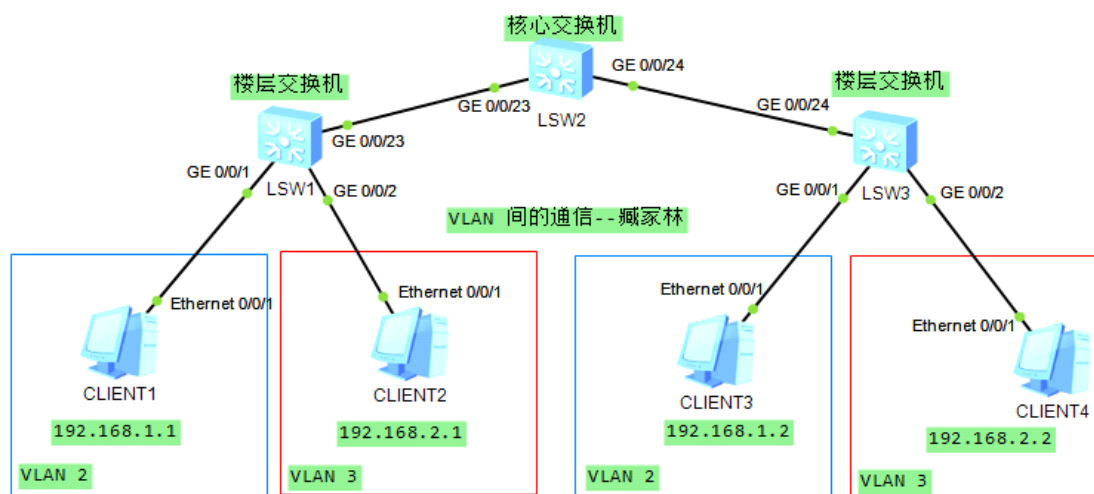 核心交换机
GE 0/0/24
楼层交换机
GE 0/0/23
LSW2
GE 0/0/24
楼层交换机
GE 0/0/23
GE 0/0/1
LSW1
GE 0/0/2
GE 0/0/1
LSW3
GE 0/0/2
VLAN 间的通信--臧冢林
Ethernet 0/0/1
Ethernet 0/0/1
Ethernet 0/0/1
Ethernet 0/0/1
CLIENT1
CLIENT2
CLIENT3
CLIENT4
192.168.1.1
192.168.2.1
192.168.1.2
192.168.2.2
VLAN 2
VLAN 3
VLAN 2
VLAN 3